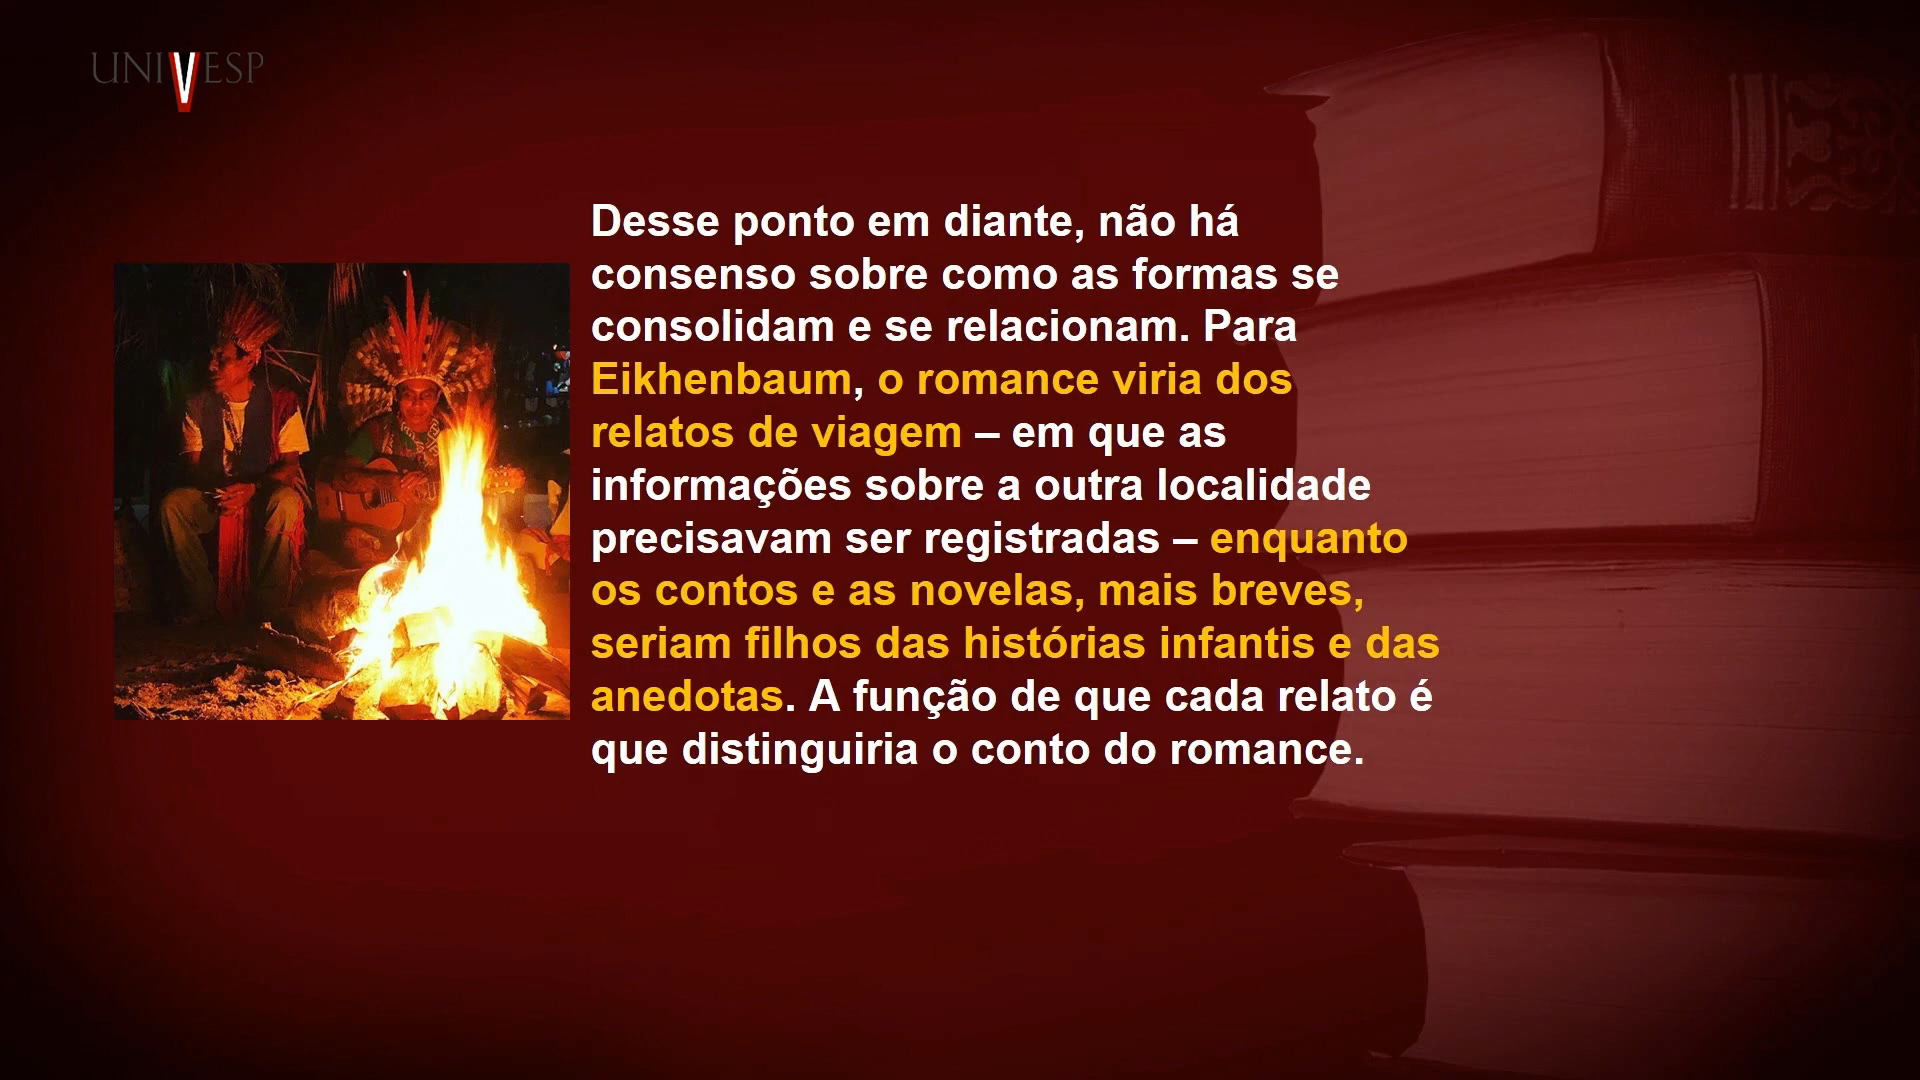 UNIVESP
Desse ponto em diante, não há
consenso sobre como as formas se
consolidam e se relacionam. Para
Eikhenbaum, o romance viria dos
relatos de viagem – em que as
informações sobre a outra localidade
precisavam ser registradas – enquanto
os contos e as novelas, mais breves,
seriam filhos das histórias infantis e das
anedotas. A função de que cada relato é
que distinguiria o conto do romance.